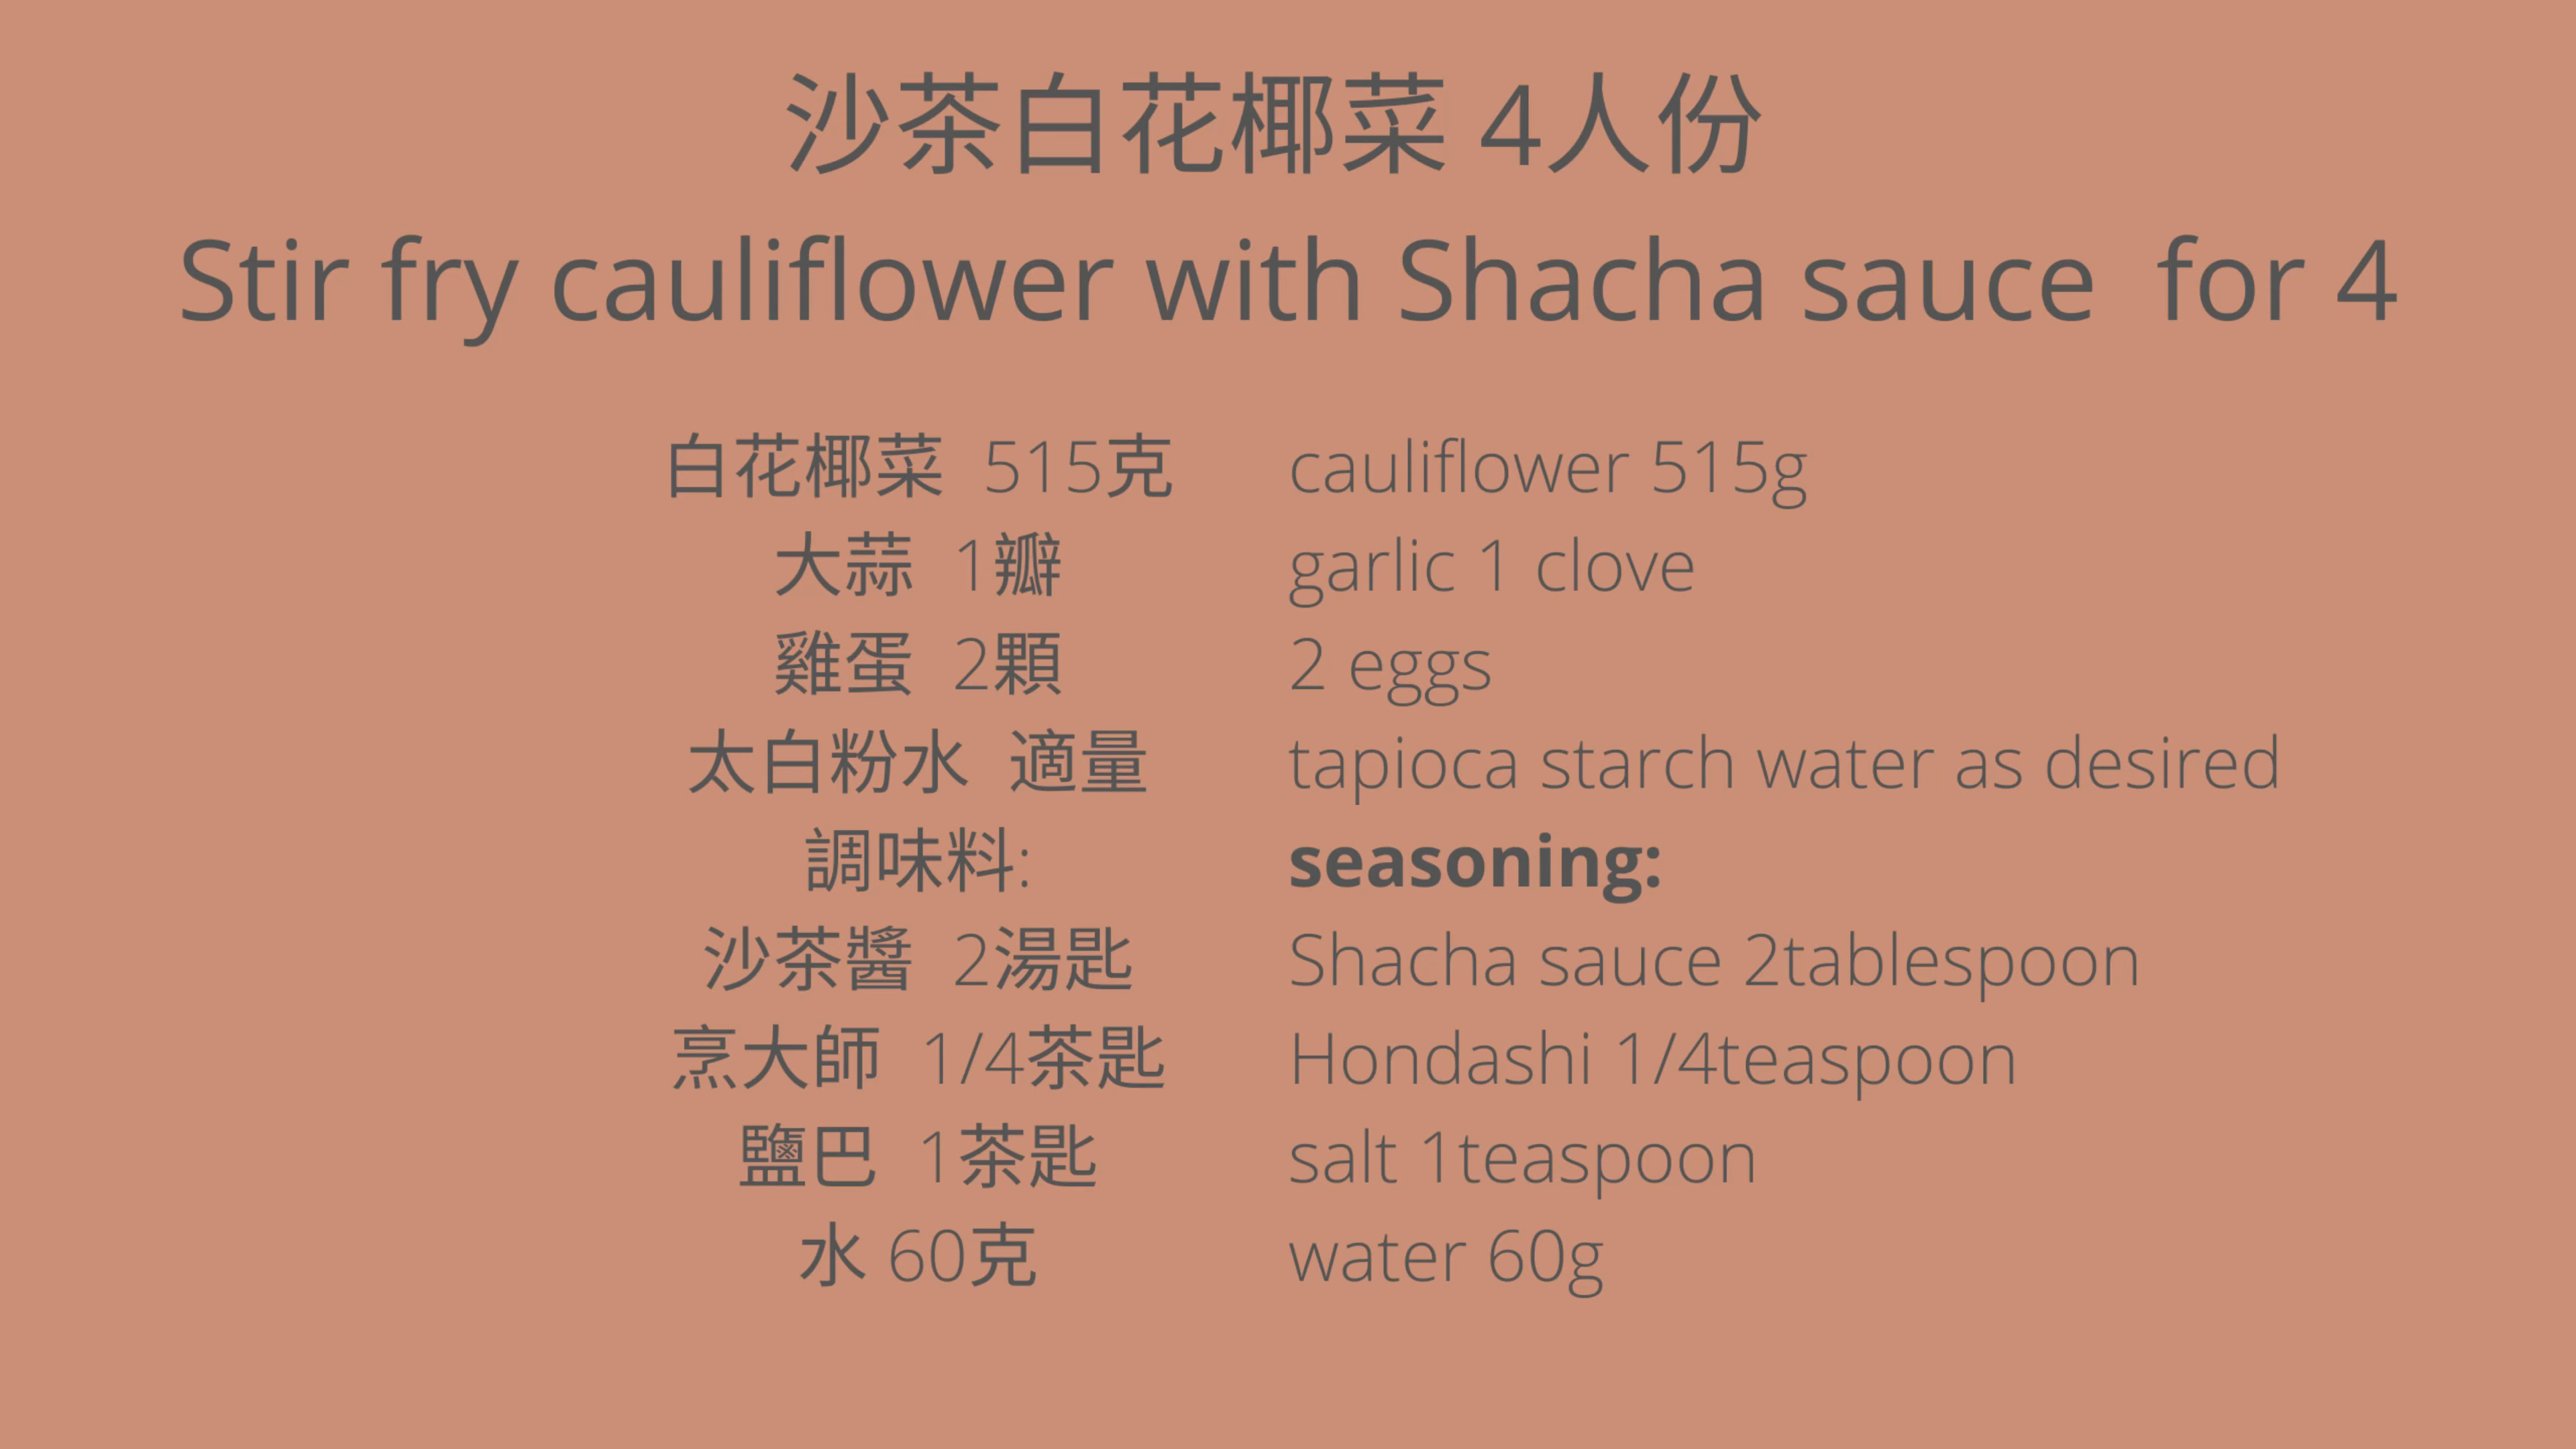 沙茶白花椰菜 4人份
Stir fry cauliflower with Shacha sauce  for 4
白花椰菜  515克    cauliflower 515g
大蒜  1瓣    garlic 1 clove
雞蛋  2顆    2 eggs
太白粉水  適量    tapioca starch water as desired
調味料:    seasoning:
沙茶醬  2湯匙    Shacha sauce 2tablespoon
烹大師  1/4茶匙    Hondashi 1/4teaspoon
鹽巴  1茶匙    salt 1teaspoon
水 60克    water 60g